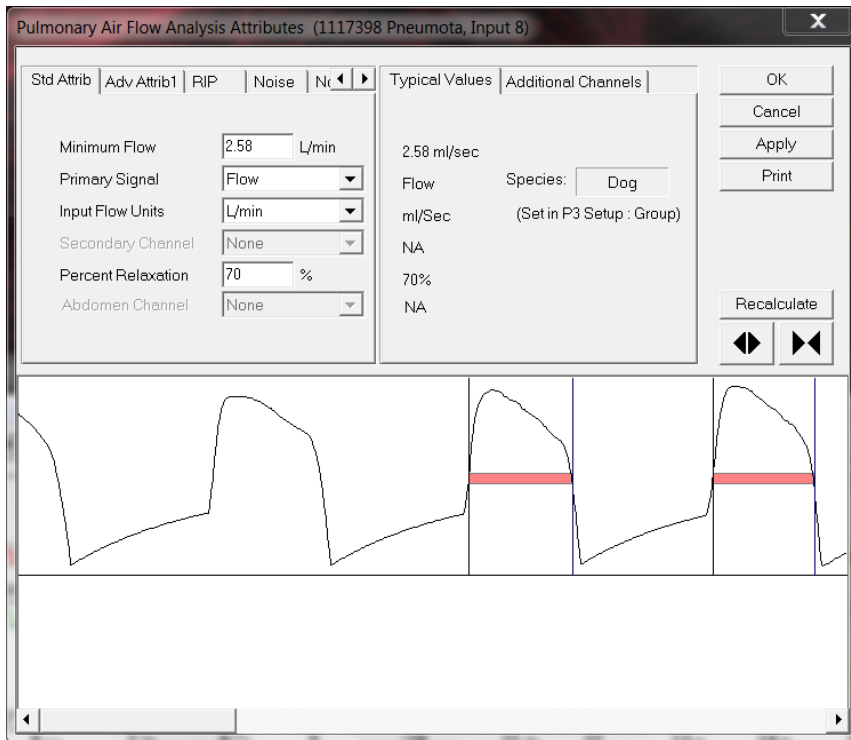 Pulmonary Air Flow Analysis Attributes (1117398 Pneumota, Input 8)
X
Std Attrib Adv Attrib1 RIP Noise
Typical Values Additional Channels
OK
Cancel
Apply
Print
Minimum Flow 2.58 L/min
Primary Signal Flow
Input Flow Units L/min
Secondary Channel None
Percent Relaxation 70 %
Abdomen Channel None
2.58 ml/sec
Flow Species: Dog
ml/Sec (Set in P3 Setup : Group)
NA
70%
NA
Recalculate